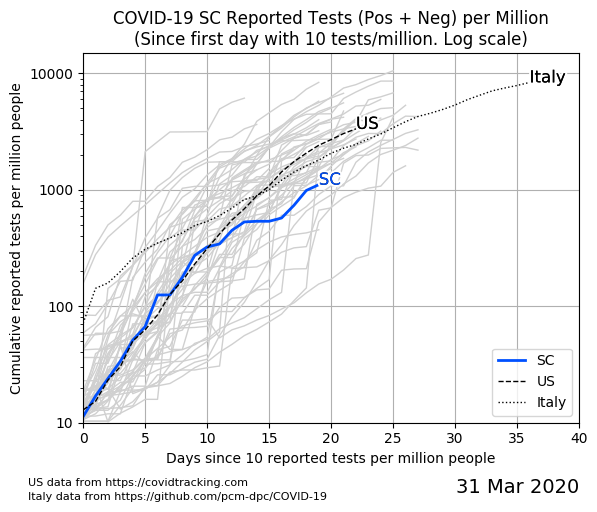 COVID-19 SC Reported Tests (Pos + Neg) per Million
(Since first day with 10 tests/million. Log scale)
Cumulative reported tests per million people
10000
1000
100
10
Italy
US
SC
SC
US
Italy
0 5 10 15 20 25 30 35 40
Days since 10 reported tests per million people
US data from https://covidtracking.com
Italy data from https://github.com/pcm-dpc/COVID-19
31 Mar 2020